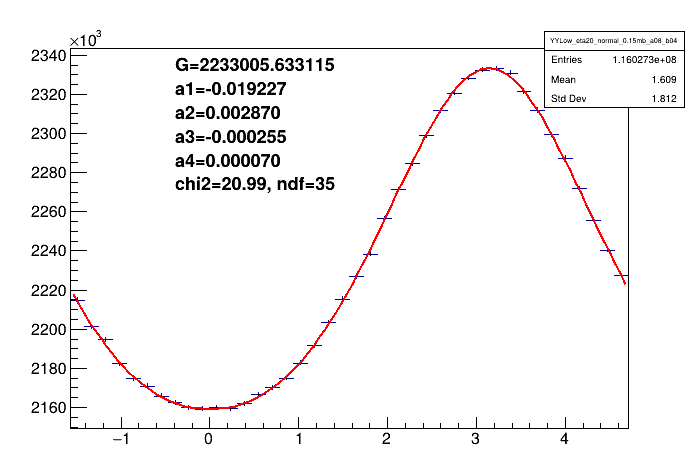 ×10³
2340
2320
2300
2280
2260
2240
2220
2200
2180
2160
−1
0
1
2
3
4
G=2233005.633115
a1=-0.019227
a2=0.002870
a3=-0.000255
a4=0.000070
chi2=20.99, ndf=35
YYLow_eta20_normal_0.15mb_a08_b04
Entries 1.160273e+08
Mean 1.609
Std Dev 1.812